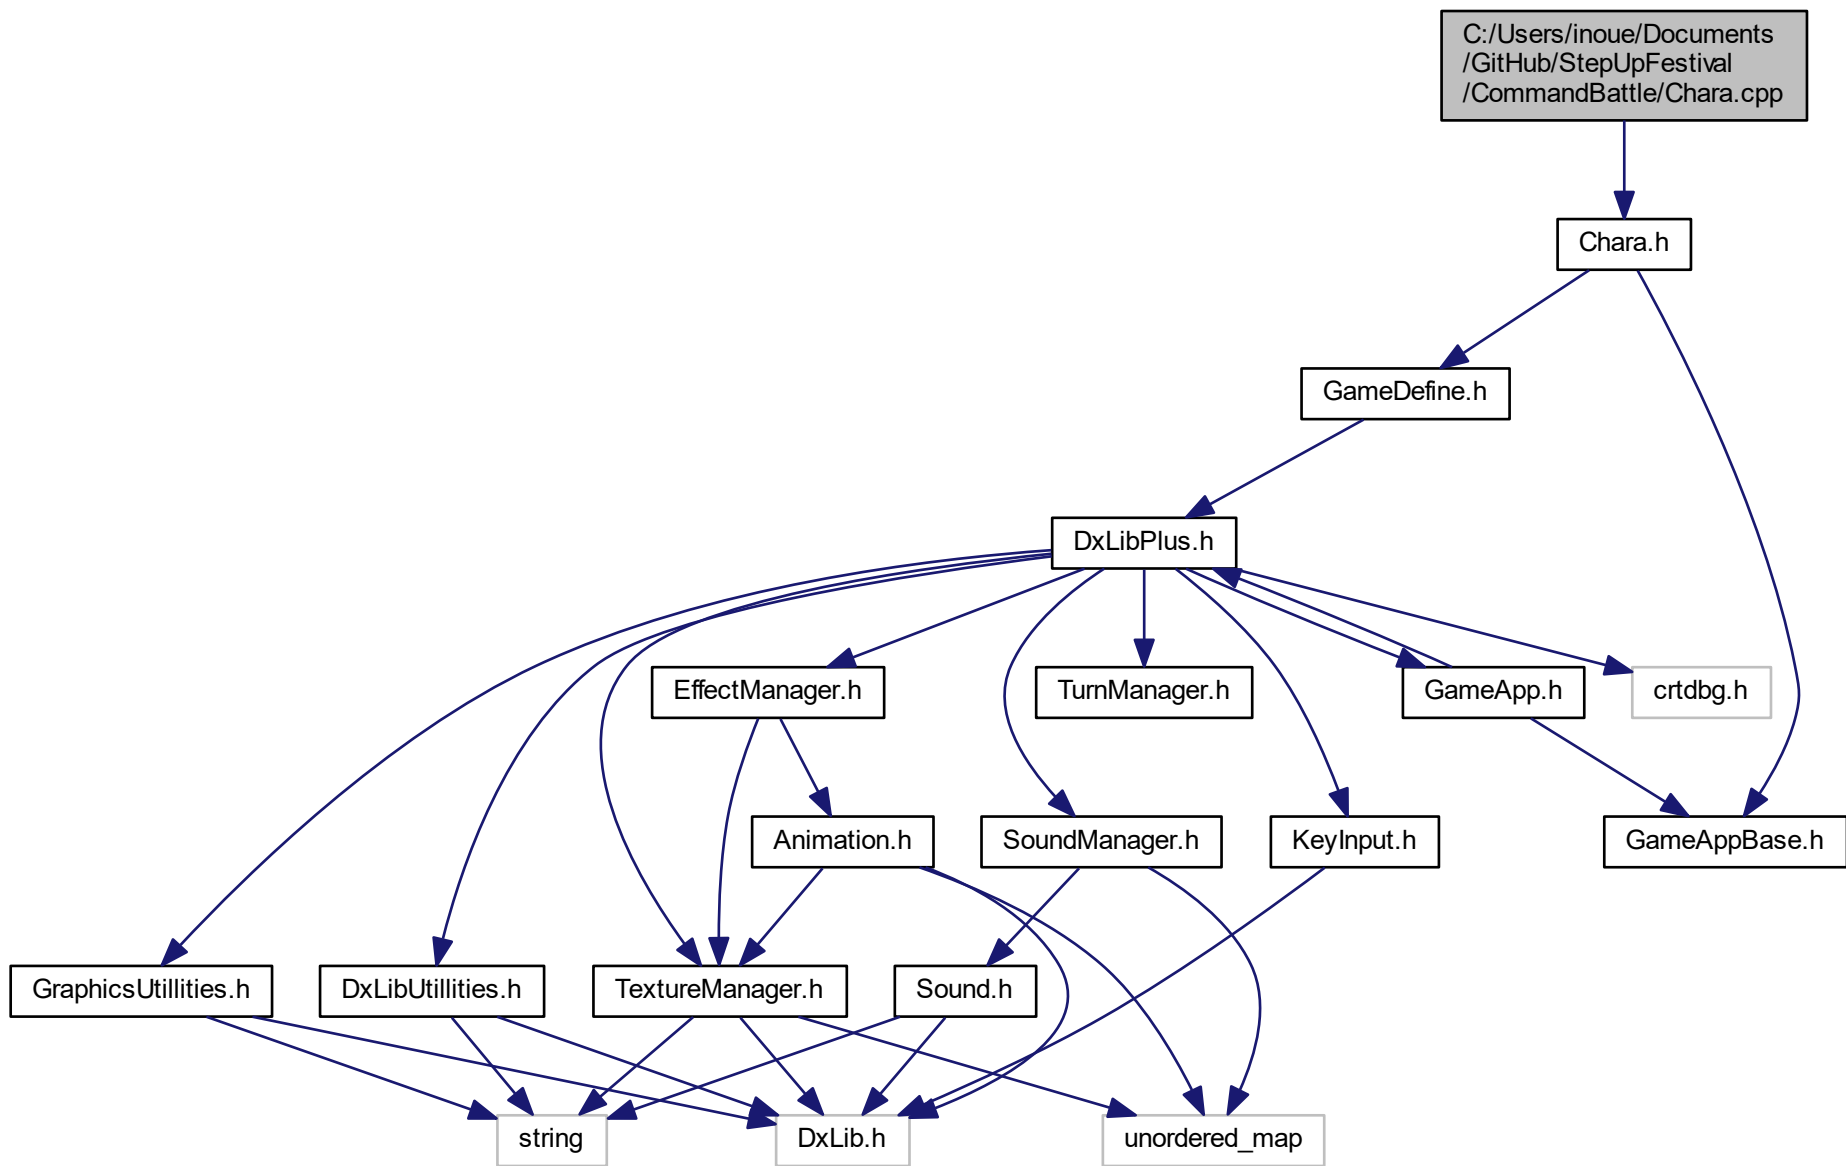 C:/Users/inoue/Documents
/GitHub/StepUpFestival
/CommandBattle/Chara.cpp
Chara.h
GameDefine.h
DxLibPlus.h
EffectManager.h
TurnManager.h
GameApp.h
crtdbg.h
Animation.h
SoundManager.h
KeyInput.h
GameAppBase.h
GraphicsUtillities.h
DxLibUtillities.h
TextureManager.h
Sound.h
string
DxLib.h
unordered_map